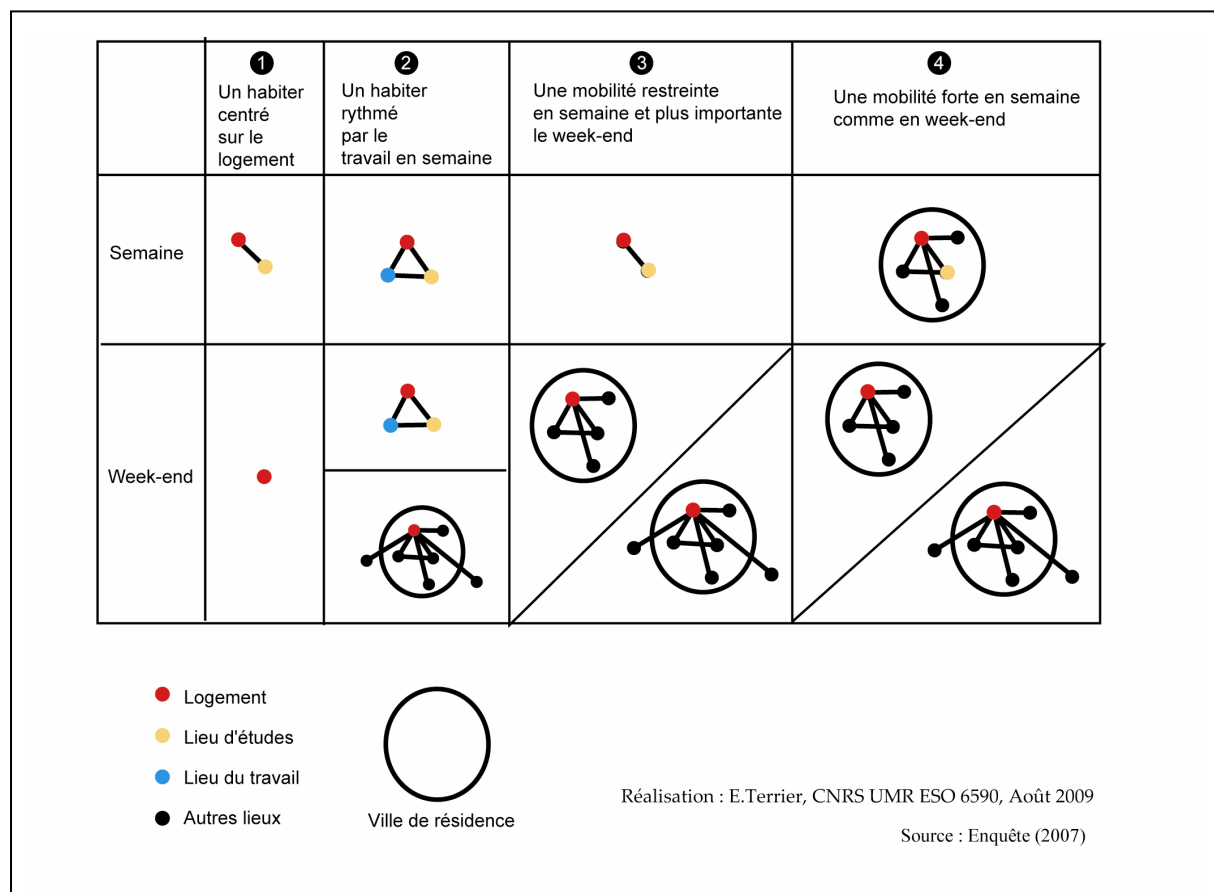 1
Un habiter
centré
sur le
logement
2
Un habiter
rythmé
par le
travail en semaine
3
Une mobilité restreinte
en semaine et plus importante
le week-end
4
Une mobilité forte en semaine
comme en week-end
Semaine
Week-end
Logement
Lieu d'études
Lieu du travail
Autres lieux
Ville de résidence
Réalisation : E.Terrier, CNRS UMR ESO 6590, Août 2009
Source : Enquête (2007)